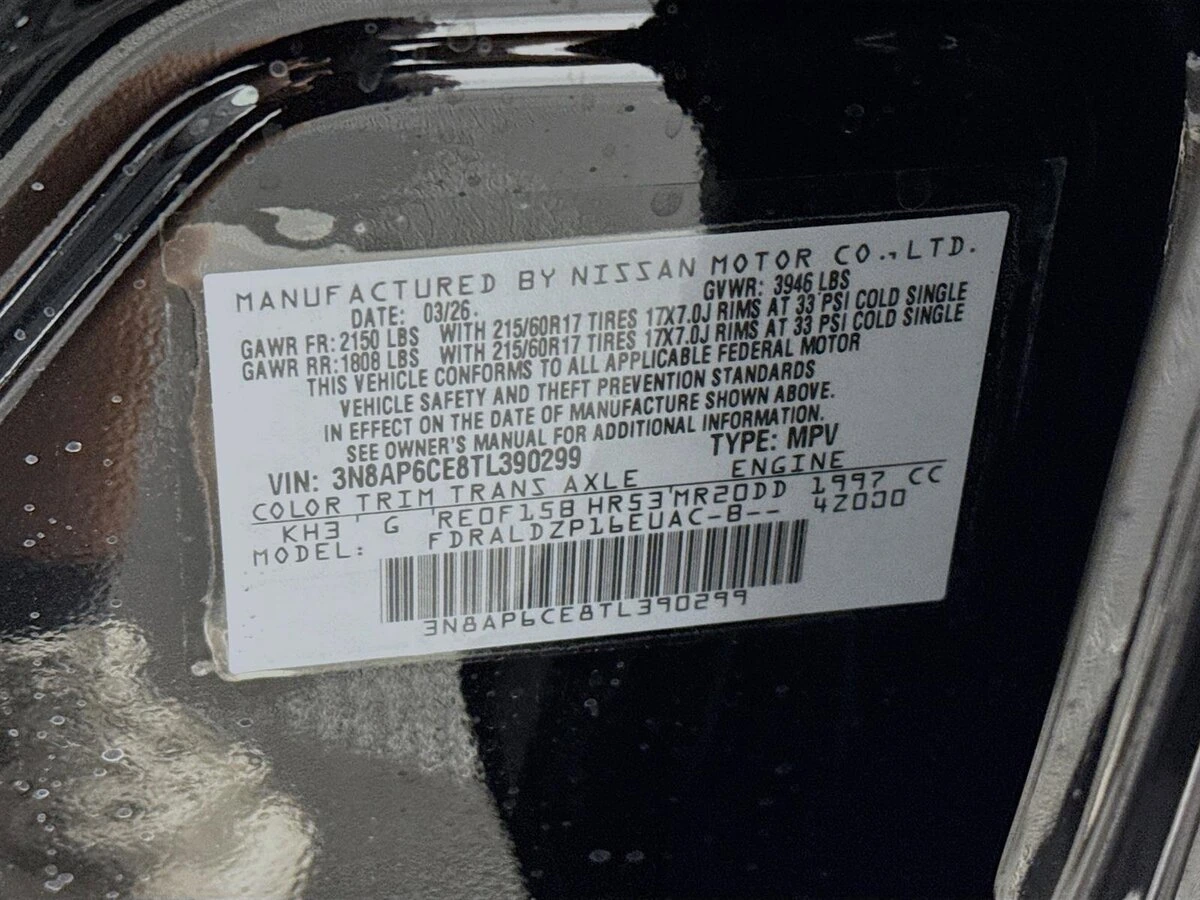 MANUFACTURED BY NISSAN MOTOR CO., LTD.
DATE: 03/26. GVWR: 3946 LBS
GAWR FR: 2150 LBS WITH 215/60R17 TIRES 17X7.0J RIMS AT 33 PSI COLD SINGLE
GAWR RR: 1808 LBS WITH 215/60R17 TIRES 17X7.0J RIMS AT 33 PSI COLD SINGLE
THIS VEHICLE CONFORMS TO ALL APPLICABLE FEDERAL MOTOR
VEHICLE SAFETY AND THEFT PREVENTION STANDARDS
IN EFFECT ON THE DATE OF MANUFACTURE SHOWN ABOVE.
SEE OWNER'S MANUAL FOR ADDITIONAL INFORMATION.
VIN: 3N8AP6CE8TL390299 TYPE: MPV
COLOR TRIM TRANS AXLE ENGINE
KH3 G RE0F15B HR53 MR20DD 1997 CC
MODEL: FDRALDZP16EUAC-B-- 4Z0JD
3N8AP6CE8TL390299